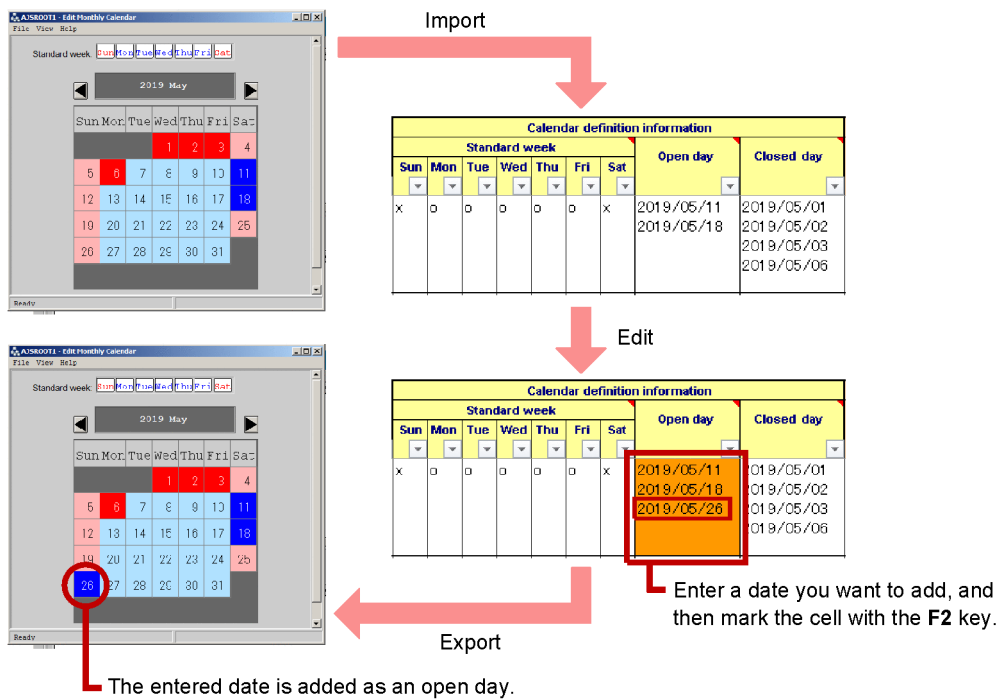 AJSROOT1 - Edit Monthly Calendar
File View Help
Standard week: Sun Mon Tue Wed Thu Fri Sat
2019 May
Sun Mon Tue Wed Thu Fri Sat
1 2 3 4
5 6 7 8 9 10 11
12 13 14 15 16 17 18
19 20 21 22 23 24 25
26 27 28 29 30 31
Ready
Import
Calendar definition information
Standard week Open day Closed day
Sun Mon Tue Wed Thu Fri Sat
x o o o o o x 2019/05/11 2019/05/01
2019/05/18 2019/05/02
2019/05/03
2019/05/06
Edit
AJSROOT1 - Edit Monthly Calendar
File View Help
Standard week: Sun Mon Tue Wed Thu Fri Sat
2019 May
Sun Mon Tue Wed Thu Fri Sat
1 2 3 4
5 6 7 8 9 10 11
12 13 14 15 16 17 18
19 20 21 22 23 24 25
26 27 28 29 30 31
Ready
Calendar definition information
Standard week Open day Closed day
Sun Mon Tue Wed Thu Fri Sat
x o o o o o x 2019/05/11 2019/05/01
2019/05/18 2019/05/02
2019/05/26 2019/05/03
2019/05/06
Enter a date you want to add, and
then mark the cell with the F2 key.
Export
The entered date is added as an open day.